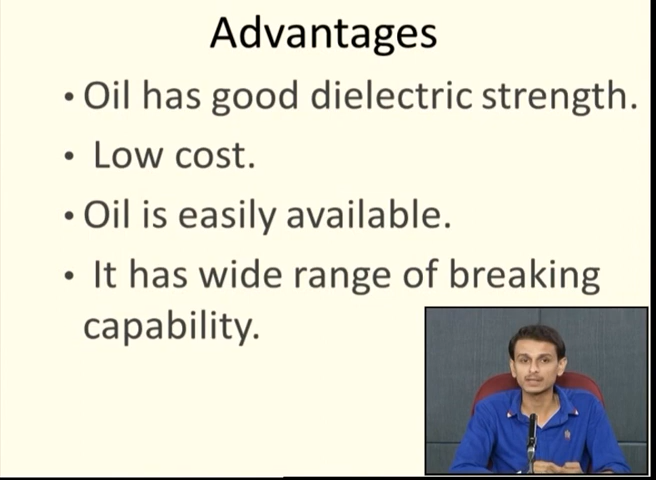 Advantages
• Oil has good dielectric strength.
• Low cost.
• Oil is easily available.
• It has wide range of breaking
capability.